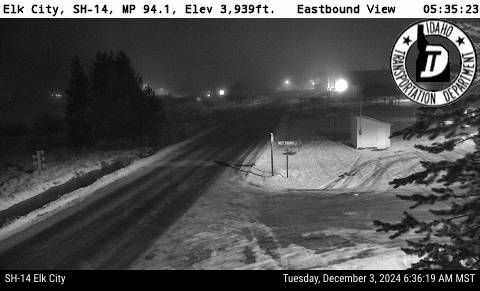 Elk City, SH-14, MP 94.1, Elev 3,939ft. Eastbound View 05:35:23
IDAHO
TRANSPORTATION DEPARTMENT
SH-14 Elk City Tuesday, December 3, 2024 6:36:19 AM MST